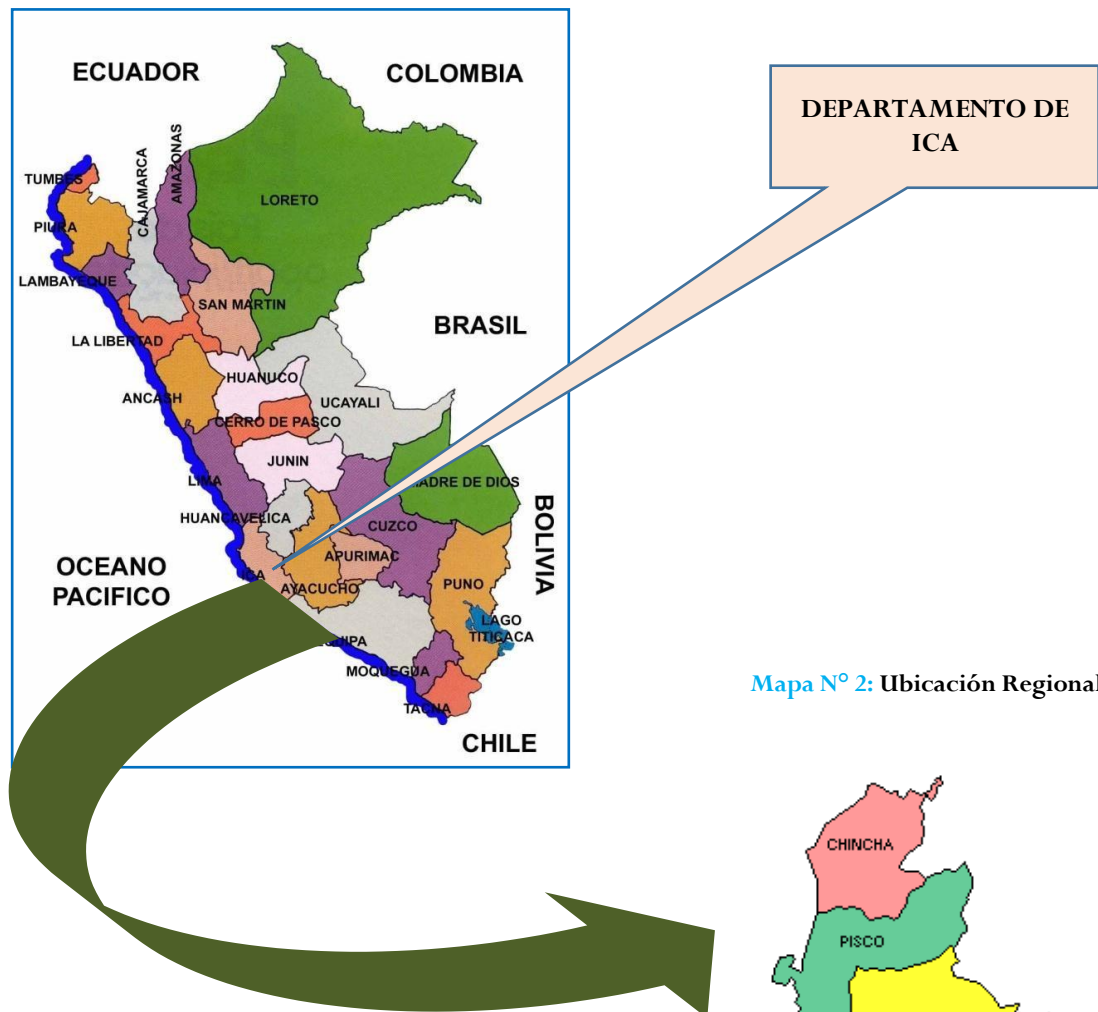 ECUADOR
COLOMBIA
DEPARTAMENTO DE
ICA
TUMBES
CAJAMARCA
AMAZONAS
LORETO
PIURA
LAMBAYEQUE
SAN MARTIN
BRASIL
LA LIBERTAD
HUANUCO
ANCASH
UCAYALI
CERRO DE PASCO
JUNIN
LIMA
MADRE DE DIOS
HUANCAVELICA
CUZCO
BOLIVIA
OCEANO
PACIFICO
APURIMAC
ICA
AYACUCHO
PUNO
LAGO
TITICACA
MOQUEGUA
TACNA
CHILE
Mapa N° 2: Ubicación Regional
CHINCHA
PISCO